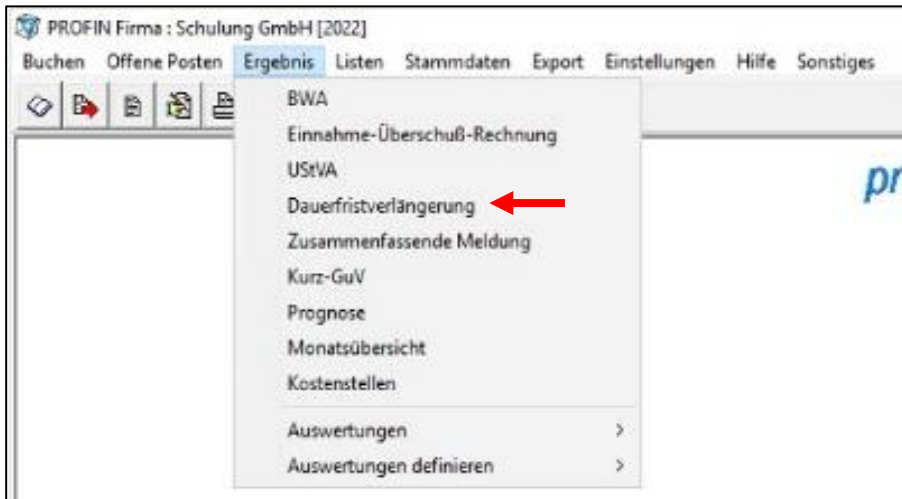 PROFIN Firma : Schulung GmbH [2022]
Buchen Offene Posten Ergebnis Listen Stammdaten Export Einstellungen Hilfe Sonstiges
BWA
Einnahme-Überschuß-Rechnung
UStVA
pr
Dauerfristverlängerung
Zusammenfassende Meldung
Kurz-GuV
Prognose
Monatsübersicht
Kostenstellen
Auswertungen
Auswertungen definieren